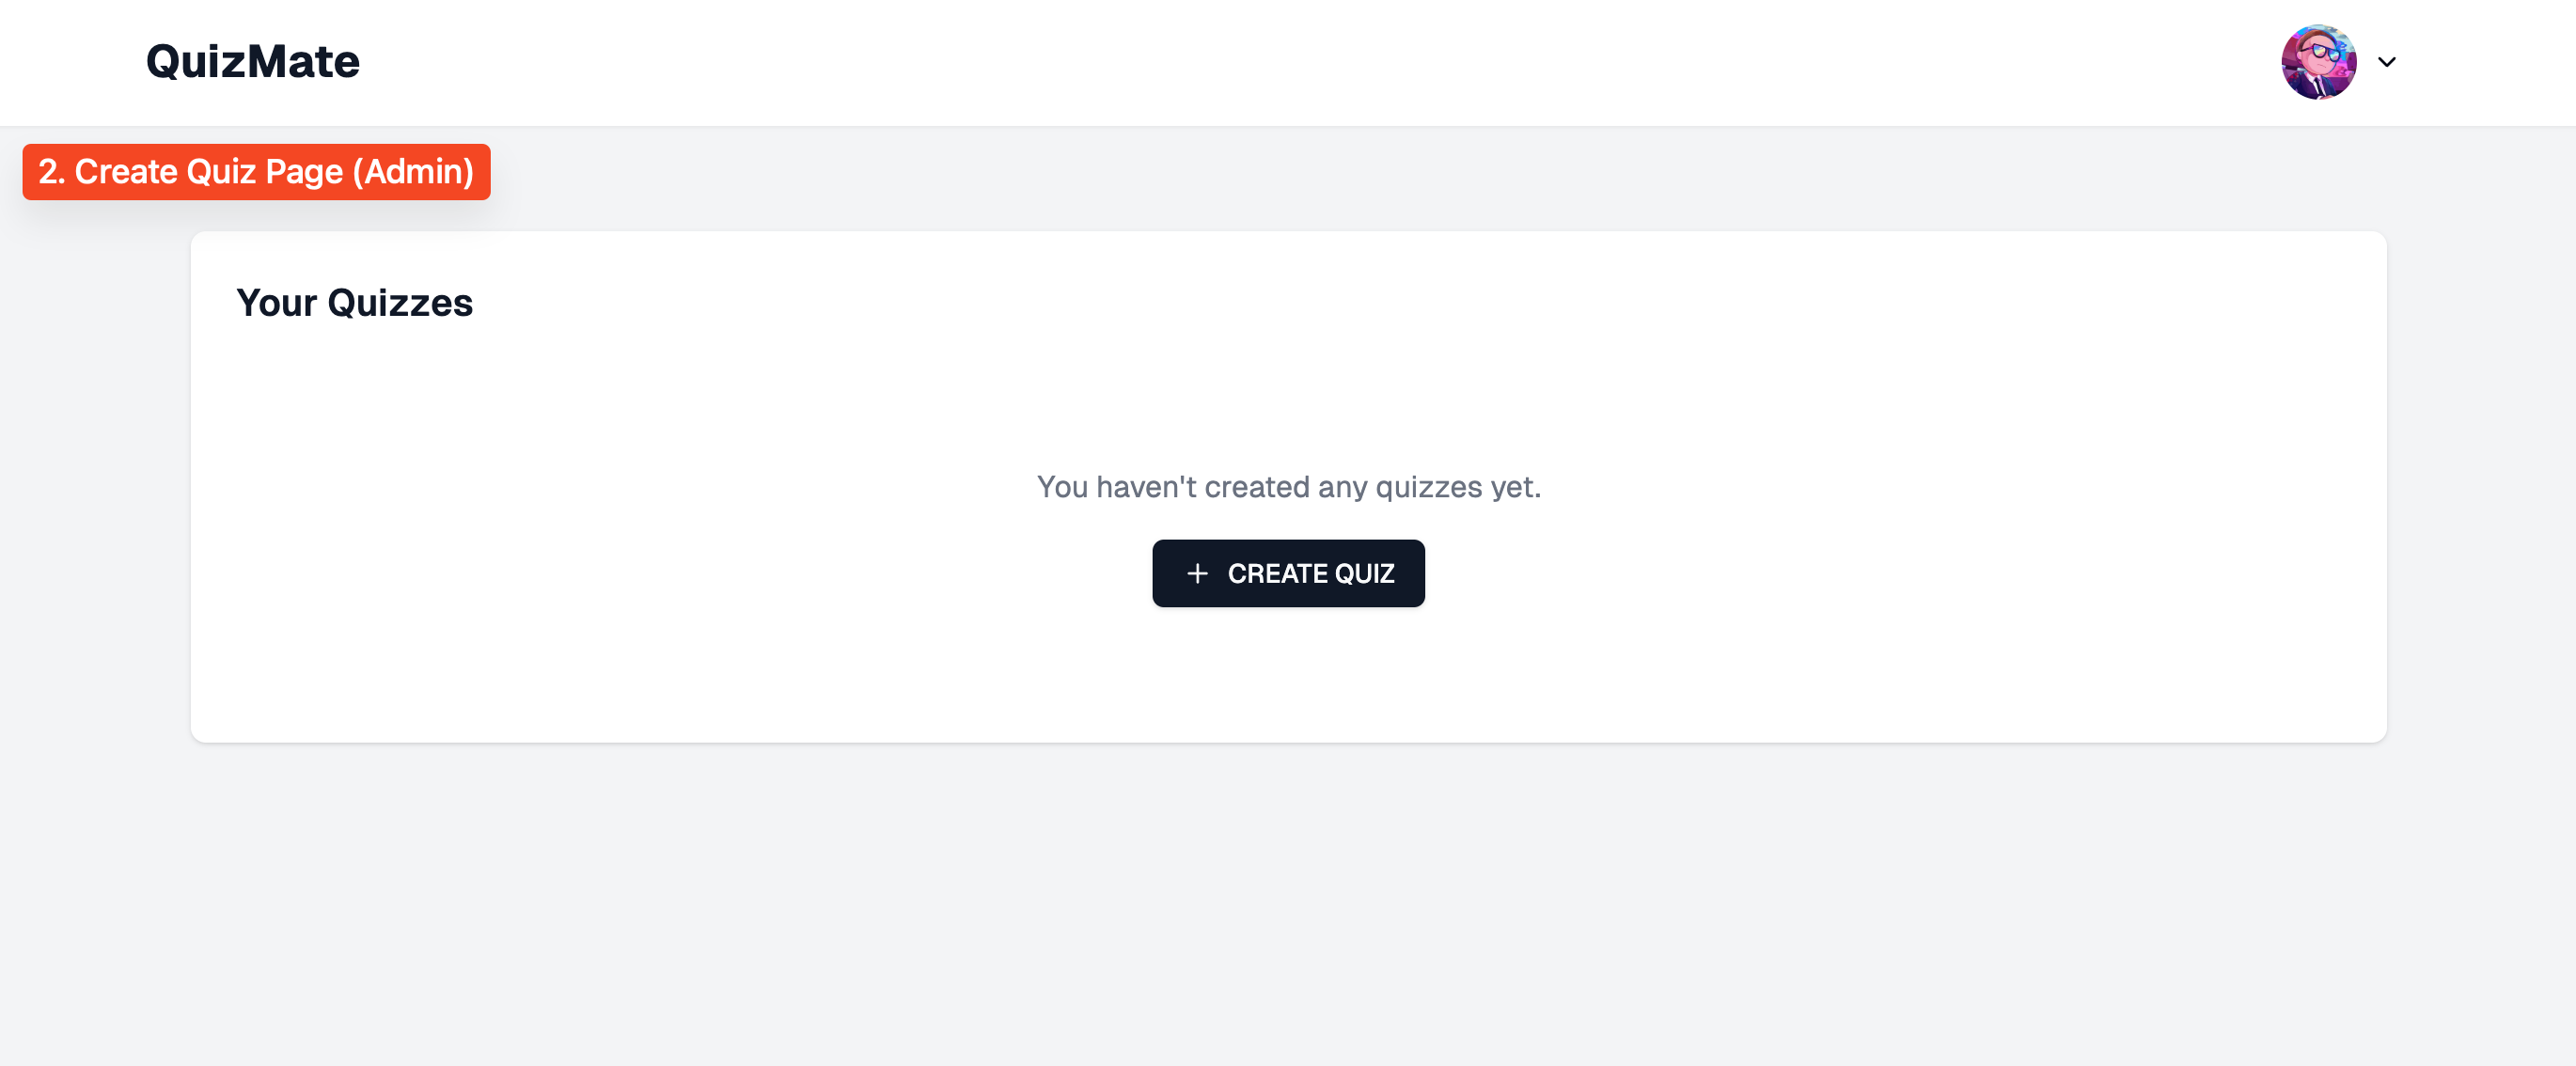 QuizMate
2. Create Quiz Page (Admin)
Your Quizzes
You haven't created any quizzes yet.
+ CREATE QUIZ